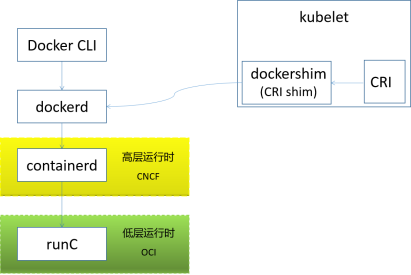 kubelet
Docker CLI
dockershim
(CRI shim)
CRI
dockerd
containerd
高层运行时
CNCF
runC
低层运行时
OCI